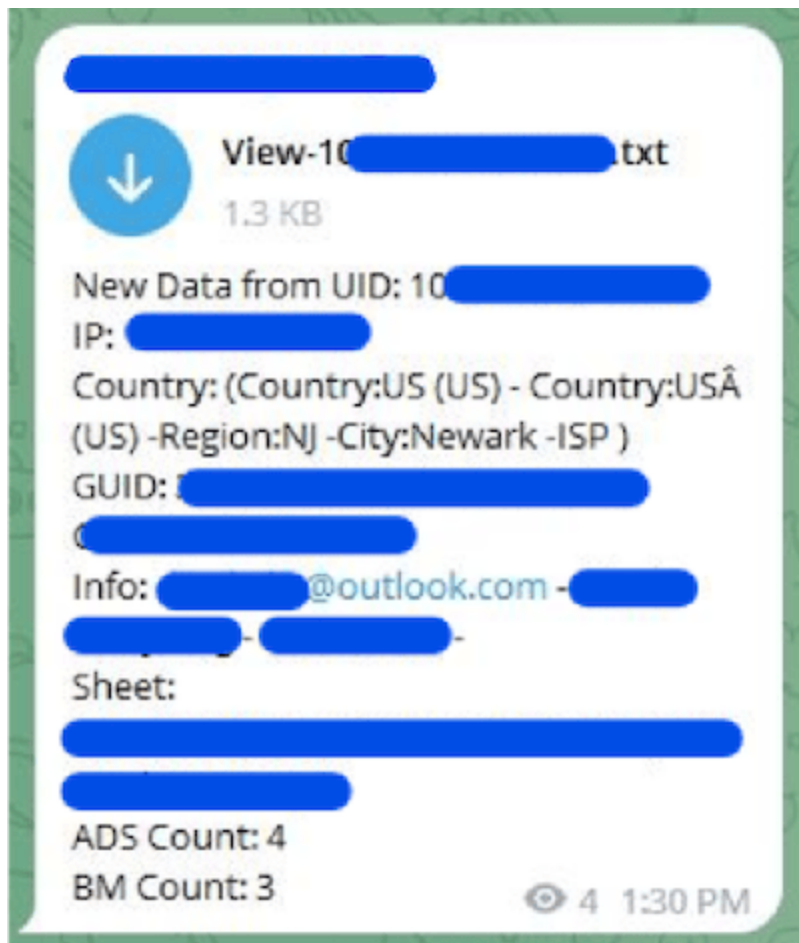 View-10 .txt
1.3 KB
New Data from UID: 10
IP:
Country: (Country:US (US) - Country:USÂ
(US) -Region:NJ -City:Newark -ISP )
GUID:
Info: @outlook.com -
- -
Sheet:
ADS Count: 4
BM Count: 3
4 1:30 PM